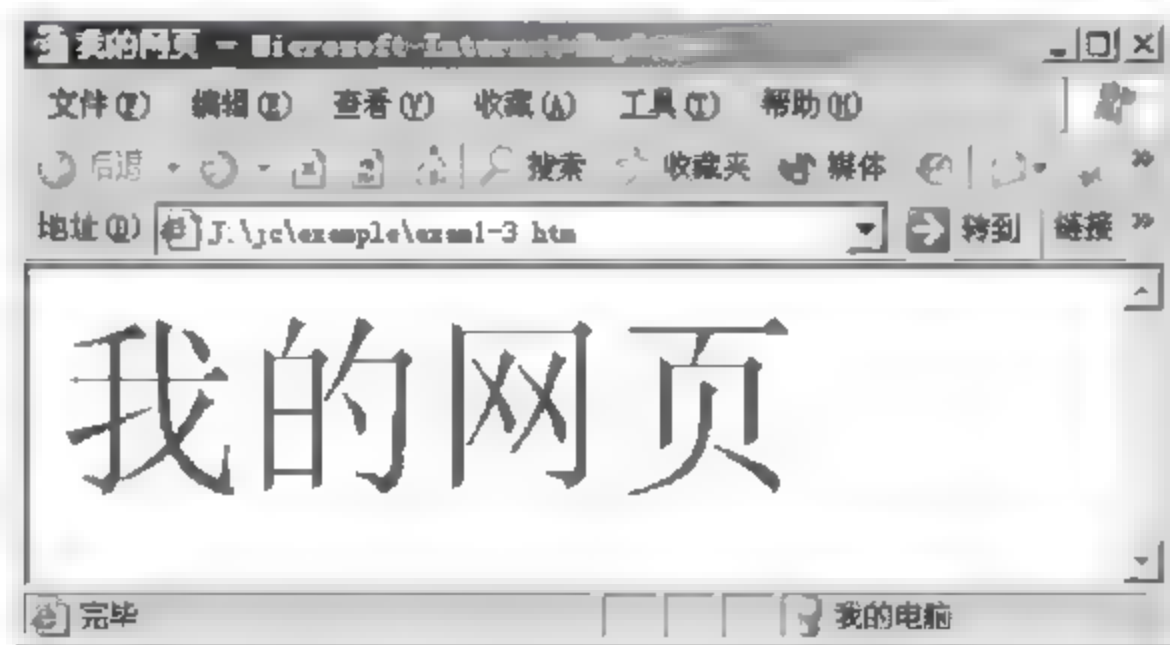 我的网页 - Microsoft Internet
文件(F) 编辑(E) 查看(V) 收藏(A) 工具(T) 帮助(H)
后退 搜索 收藏夹 媒体 »
地址(D) J:\jc\example\exam1-3 htm 转到 链接 »
我的网页
完毕 我的电脑